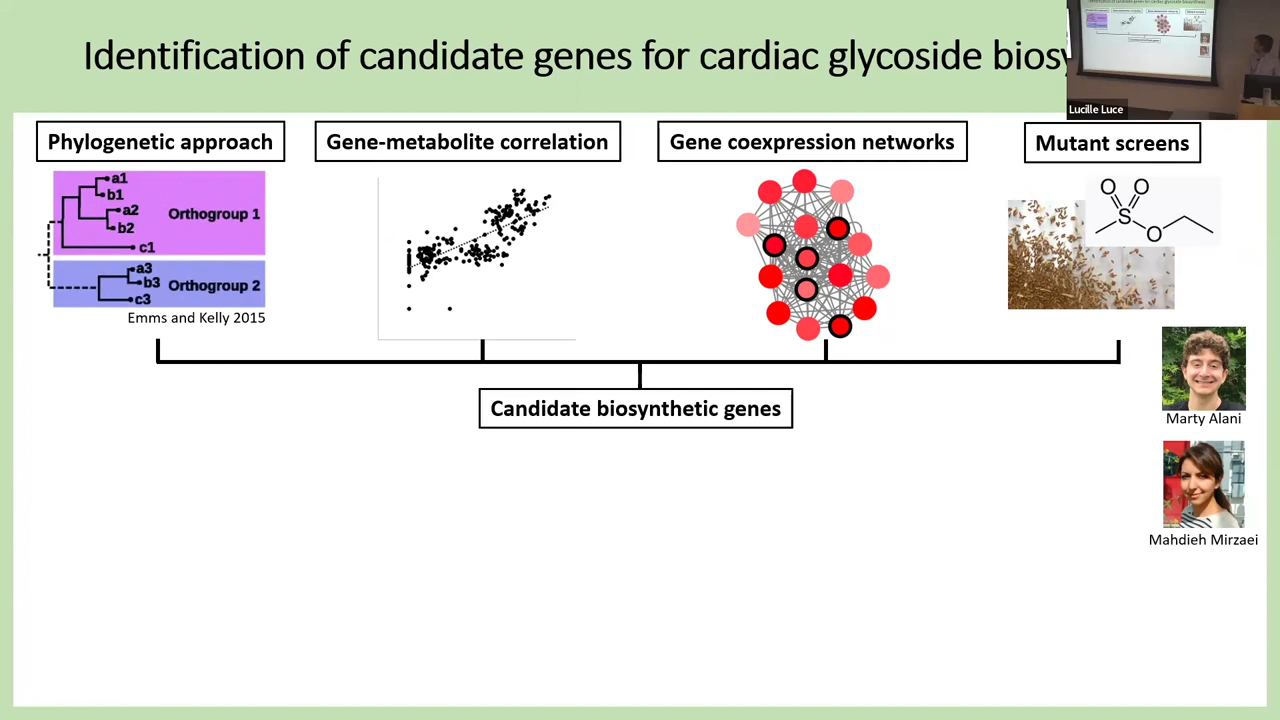 Identification of candidate genes for cardiac glycoside biosy
Lucille Luce
Phylogenetic approach
Gene-metabolite correlation
Gene coexpression networks
Mutant screens
a1
b1
a2
b2
c1
Orthogroup 1
a3
b3
c3
Orthogroup 2
Emms and Kelly 2015
O O
S
O
Candidate biosynthetic genes
Marty Alani
Mahdieh Mirzaei